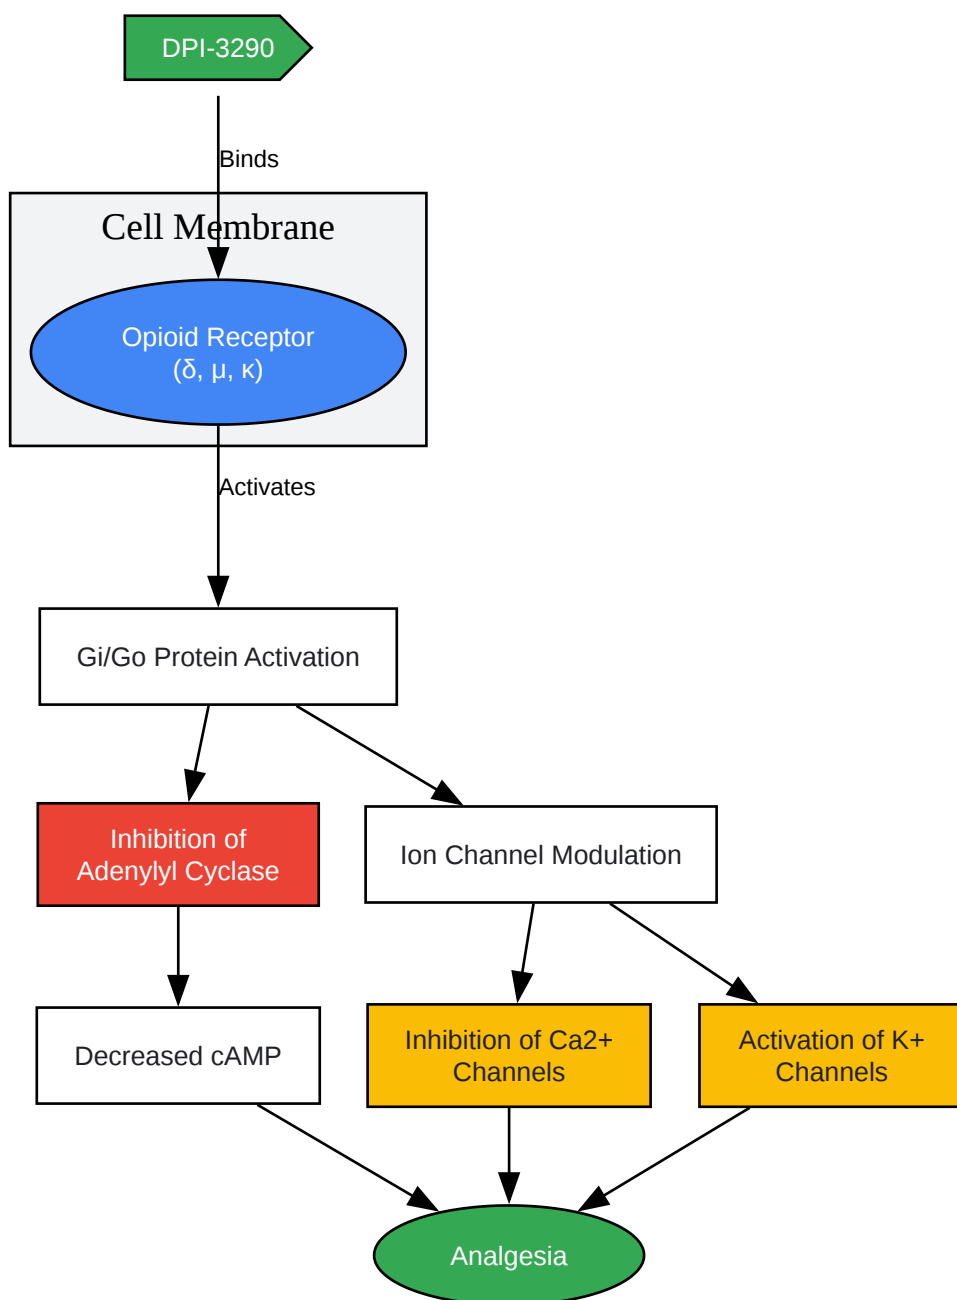 DPI-3290
Binds
Cell Membrane
Opioid Receptor
(δ, μ, κ)
Activates
Gi/Go Protein Activation
Inhibition of
Adenylyl Cyclase
Ion Channel Modulation
Decreased cAMP
Inhibition of Ca2+
Channels
Activation of K+
Channels
Analgesia